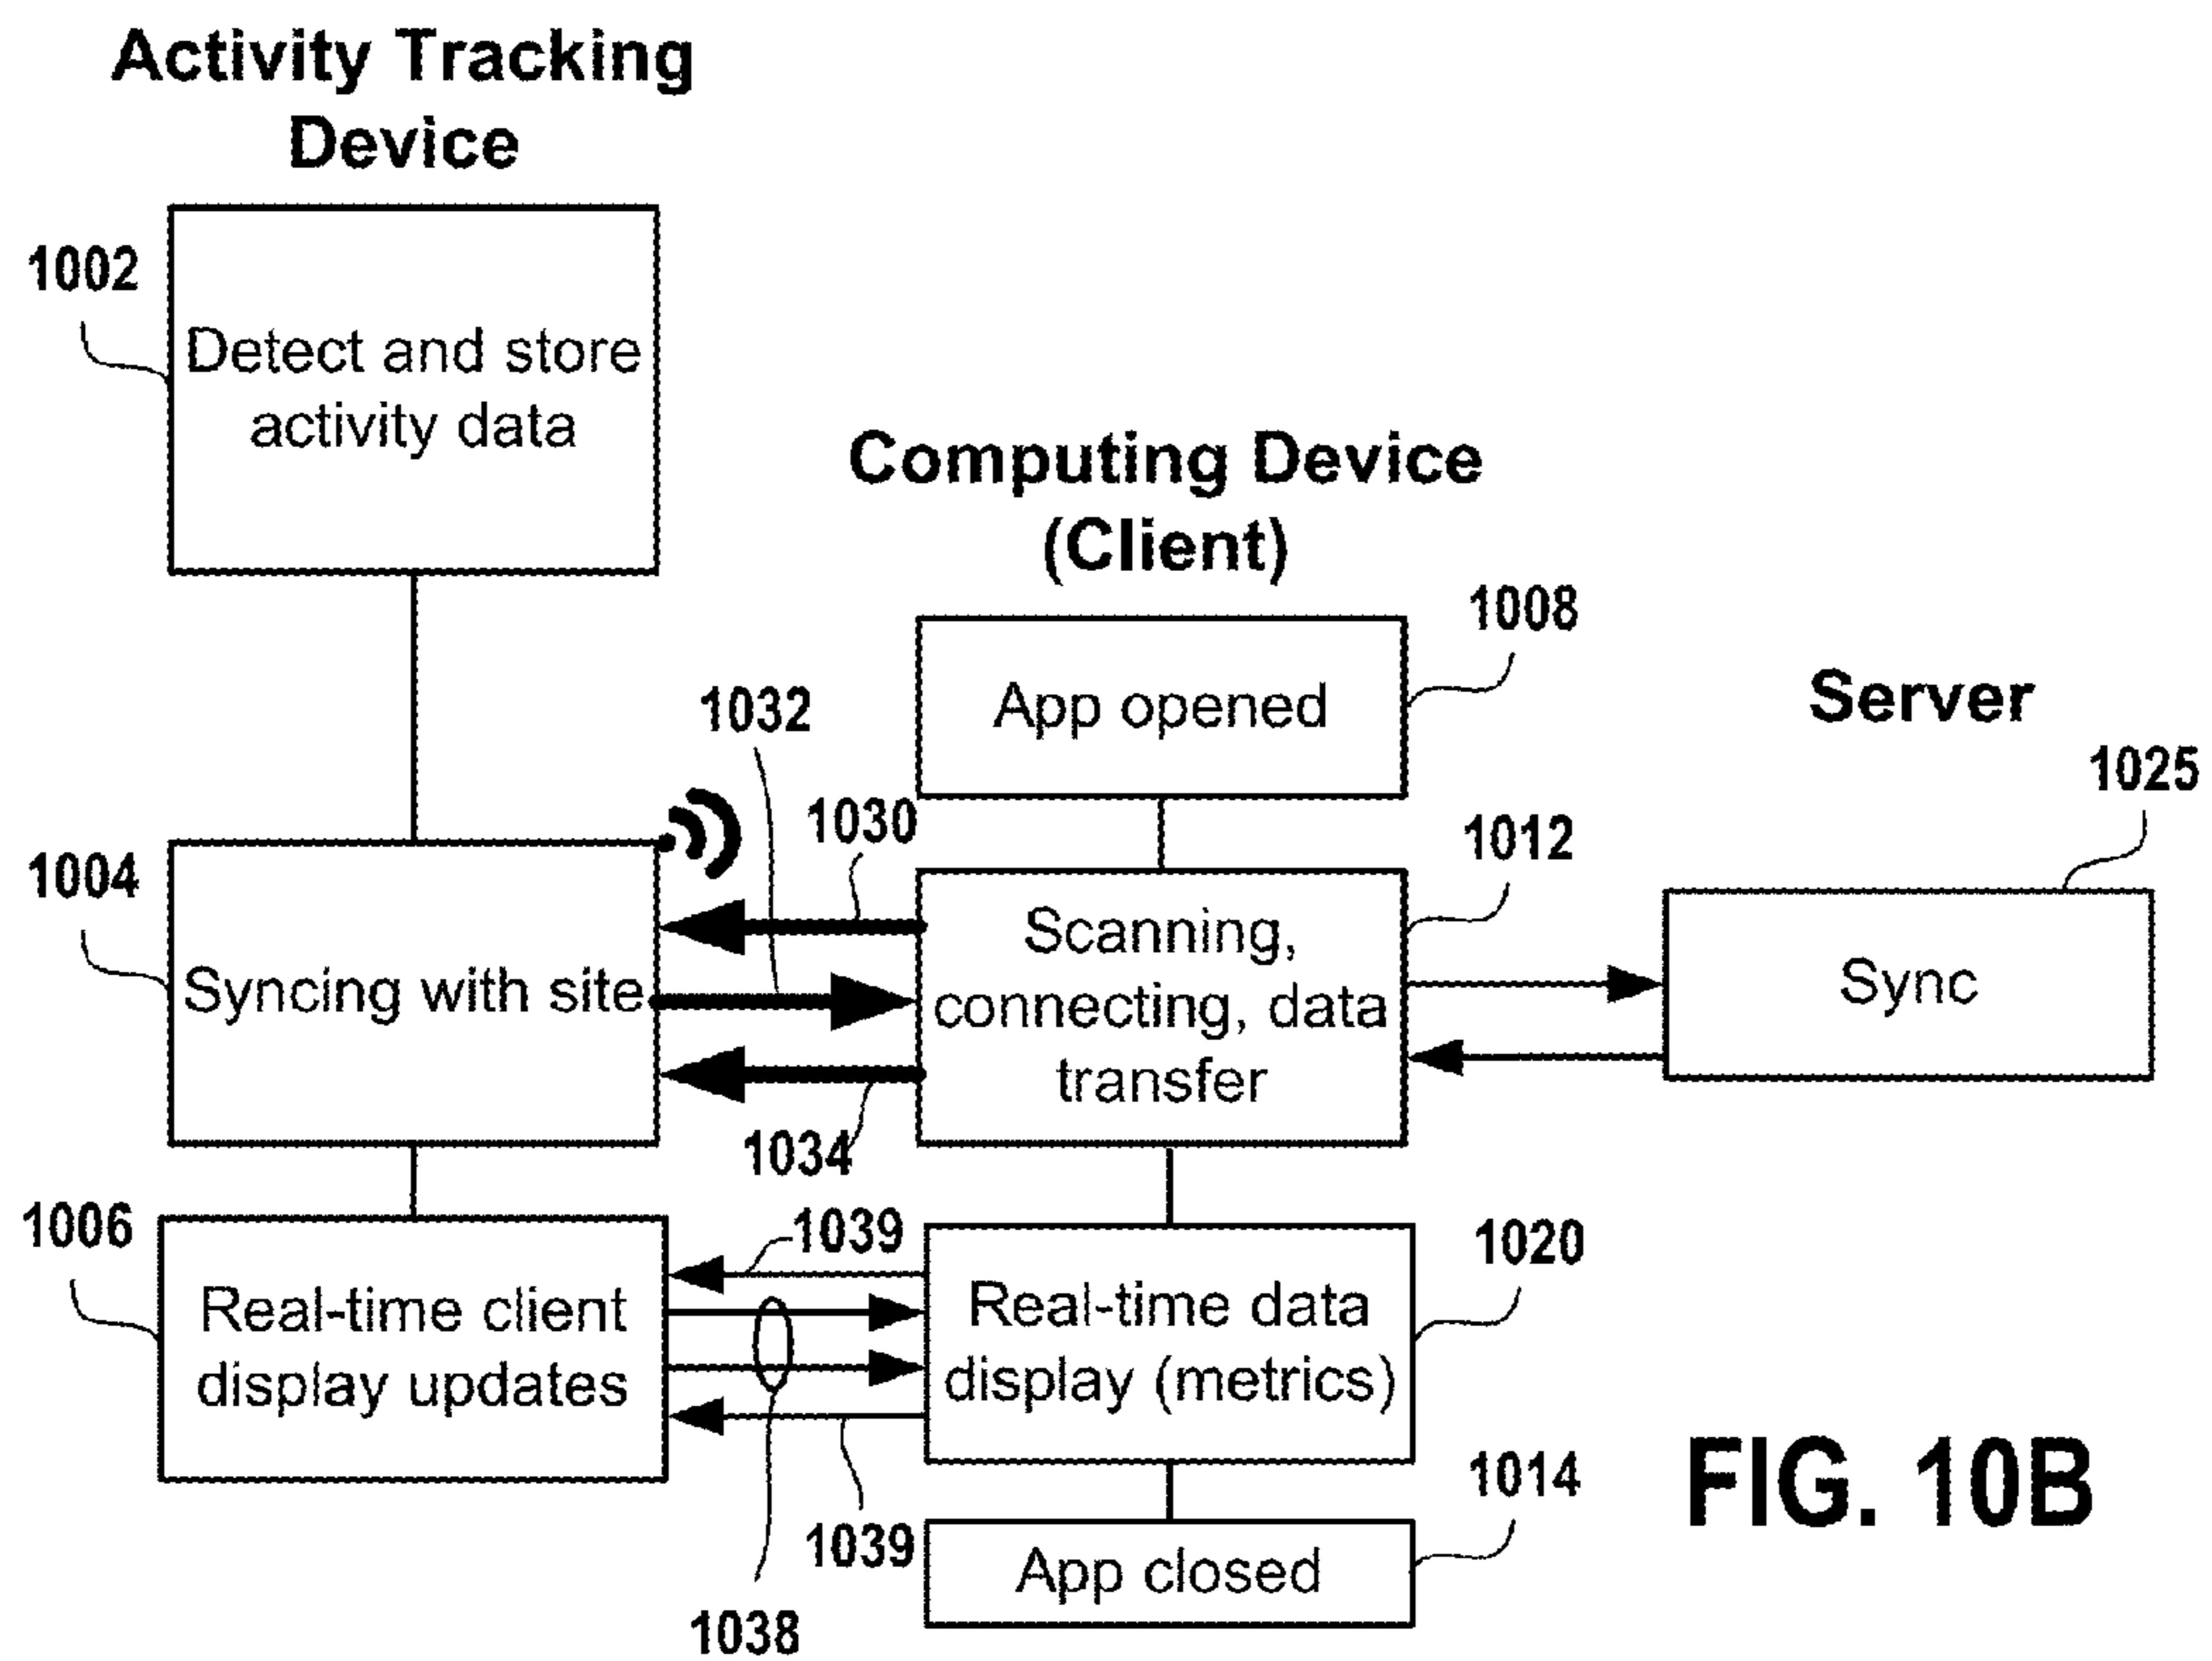 Activity Tracking
Device
1002
Detect and store
activity data
Computing Device
(Client)
1008
App opened
Server
1032
1025
1030
1012
1004
Syncing with site
Scanning,
connecting, data
transfer
Sync
1034
1006
1039
1020
Real-time client
display updates
Real-time data
display (metrics)
1014
1039
App closed
1038
FIG. 10B